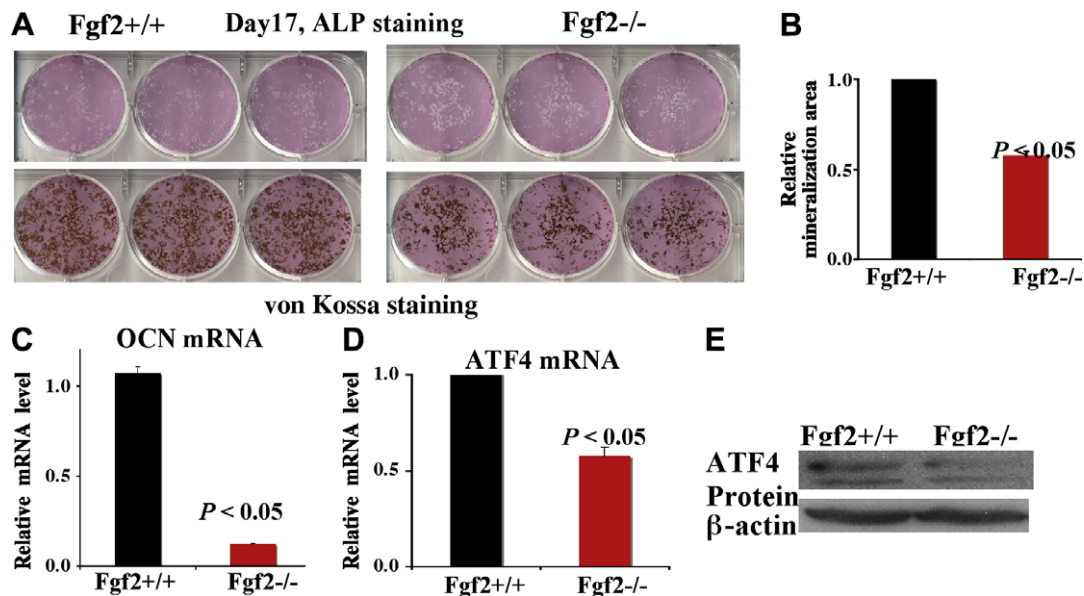 A
Fgf2+/+
Day17, ALP staining
Fgf2-/-
von Kossa staining
B
Relative
mineralization area
1.0
0.5
0.0
P < 0.05
Fgf2+/+
Fgf2-/-
C
OCN mRNA
Relative mRNA level
1.0
0.5
0.0
P < 0.05
Fgf2+/+
Fgf2-/-
D
ATF4 mRNA
Relative mRNA level
1.0
0.5
0.0
P < 0.05
Fgf2+/+
Fgf2-/-
E
Fgf2+/+
Fgf2-/-
ATF4
Protein
β-actin